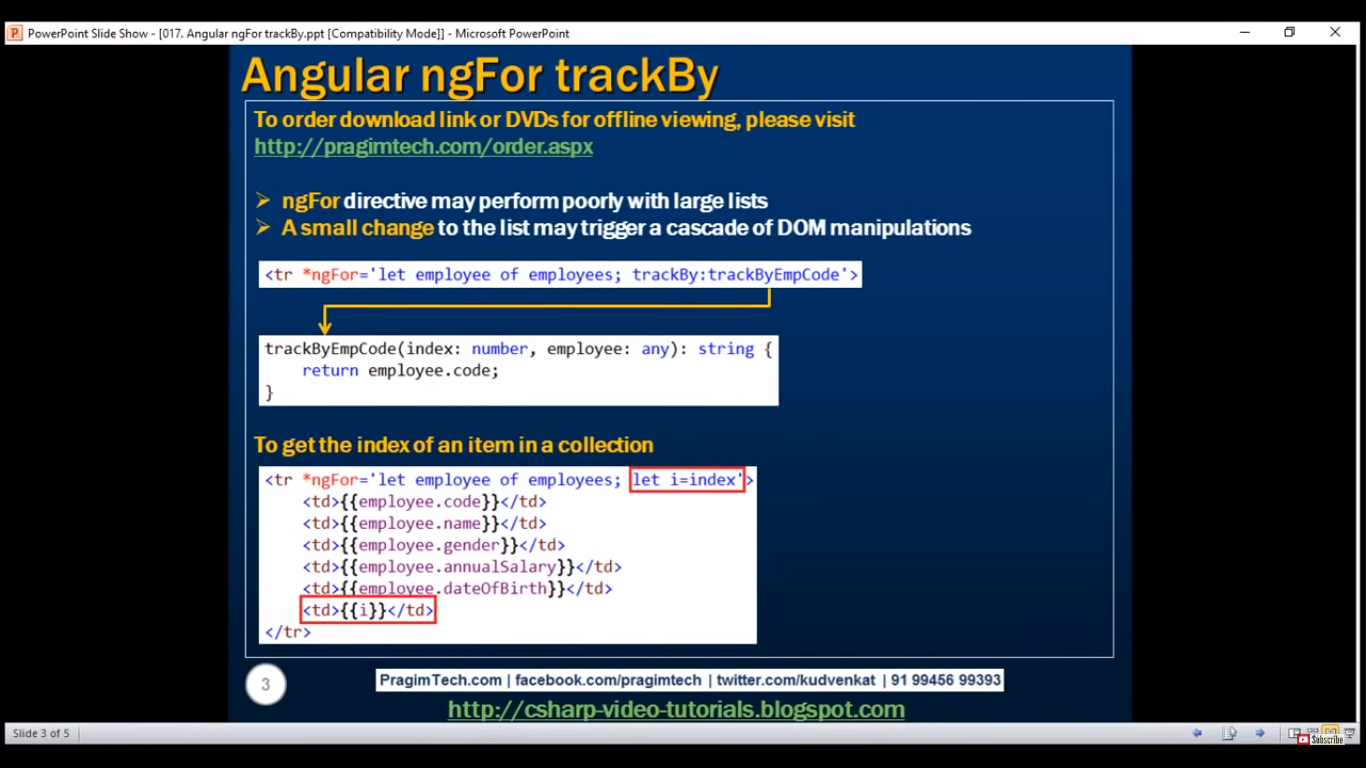 PowerPoint Slide Show - [017. Angular ngFor trackBy.ppt [Compatibility Mode]] - Microsoft PowerPoint
Angular ngFor trackBy
To order download link or DVDs for offline viewing, please visit
http://pragimtech.com/order.aspx
ngFor directive may perform poorly with large lists
A small change to the list may trigger a cascade of DOM manipulations
<tr *ngFor='let employee of employees; trackBy:trackByEmpCode'>
trackByEmpCode(index: number, employee: any): string {
return employee.code;
}
To get the index of an item in a collection
<tr *ngFor='let employee of employees; let i=index'>
<td>{{employee.code}}</td>
<td>{{employee.name}}</td>
<td>{{employee.gender}}</td>
<td>{{employee.annualSalary}}</td>
<td>{{employee.dateOfBirth}}</td>
<td>{{i}}</td>
</tr>
3
PragimTech.com | facebook.com/pragimtech | twitter.com/kudvenkat | 91 99456 99393
http://csharp-video-tutorials.blogspot.com
Slide 3 of 5
Subscribe